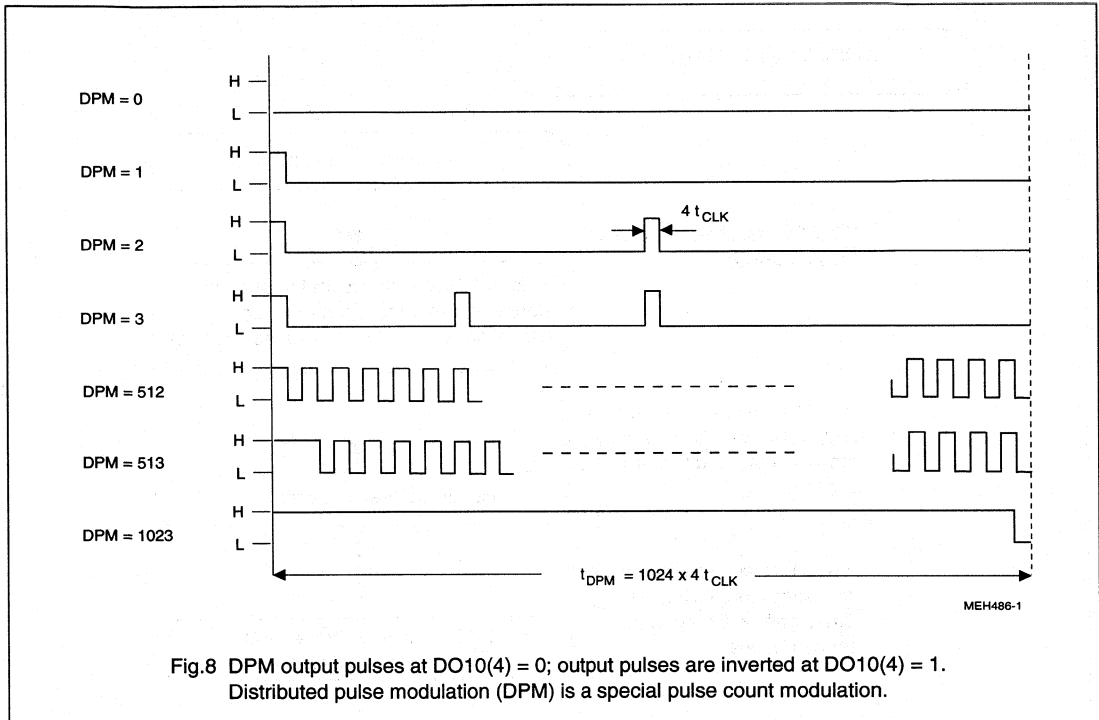 H
DPM = 0
L
H
DPM = 1
L
H
4 tCLK
DPM = 2
L
H
DPM = 3
L
H
DPM = 512
L
H
DPM = 513
L
H
DPM = 1023
L
tDPM = 1024 x 4 tCLK
MEH486-1
Fig.8 DPM output pulses at DO10(4) = 0; output pulses are inverted at DO10(4) = 1.
Distributed pulse modulation (DPM) is a special pulse count modulation.